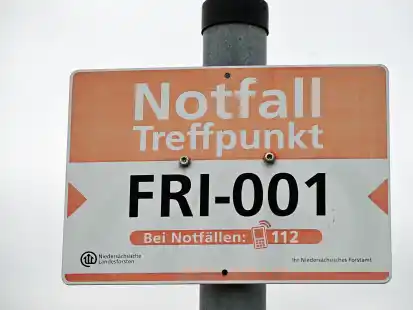 Notfall
Treffpunkt
FRI-001
Bei Notfällen: 112
Niedersächsische
Landesforsten
Ihr Niedersächsisches Forstamt